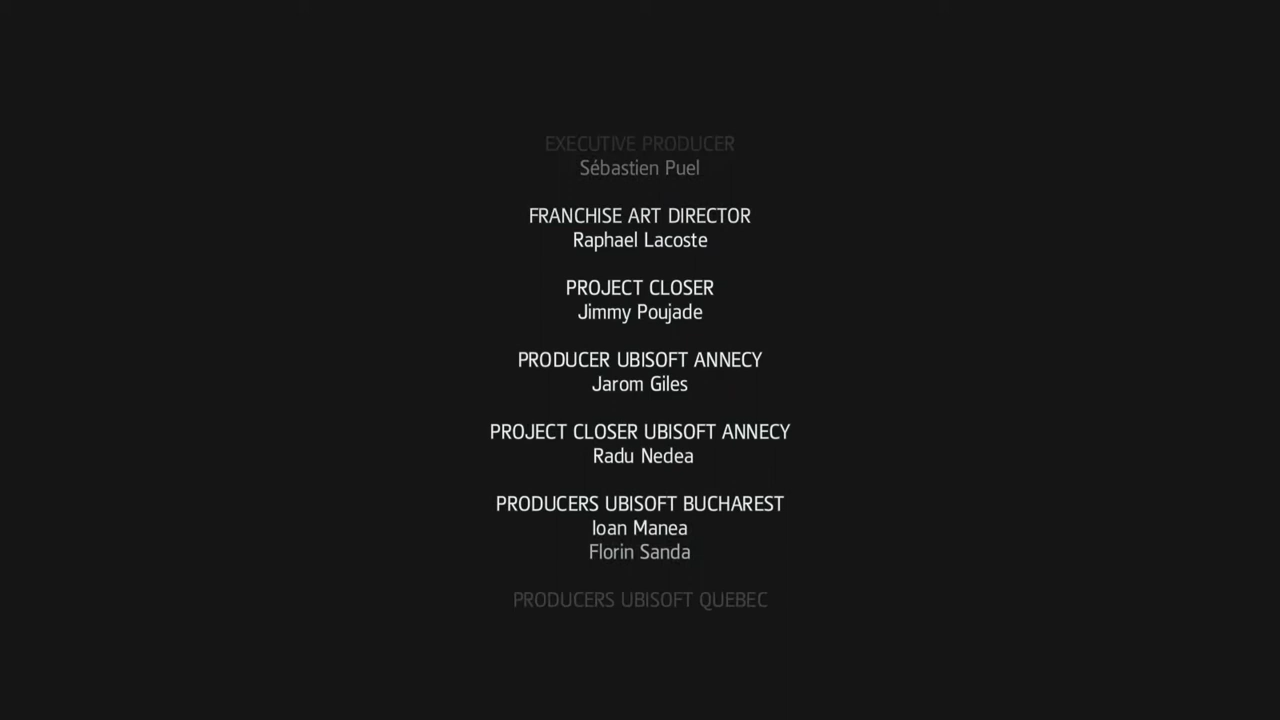 EXECUTIVE PRODUCER
Sébastien Puel
FRANCHISE ART DIRECTOR
Raphael Lacoste
PROJECT CLOSER
Jimmy Poujade
PRODUCER UBISOFT ANNECY
Jarom Giles
PROJECT CLOSER UBISOFT ANNECY
Radu Nedea
PRODUCERS UBISOFT BUCHAREST
Ioan Manea
Florin Sanda
PRODUCERS UBISOFT QUEBEC